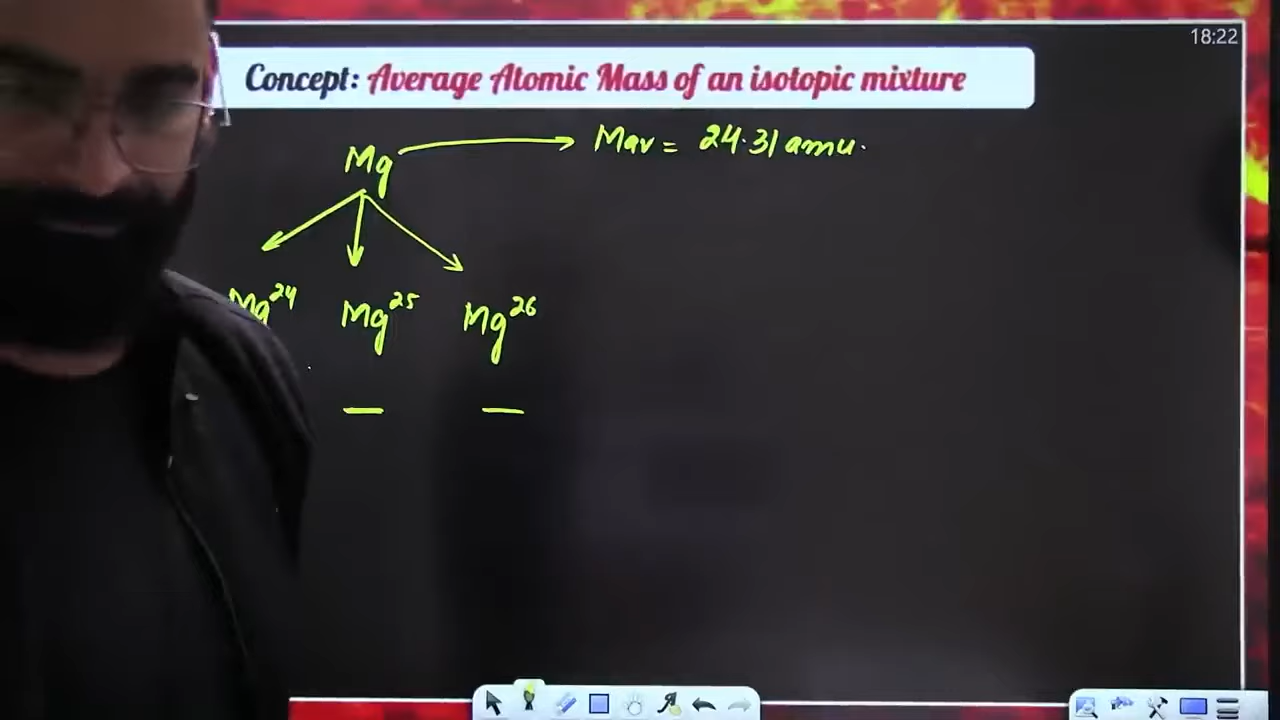 18:22
Concept: Average Atomic Mass of an isotopic mixture
Mg Mav = 24.31 amu.
Mg24 Mg25 Mg26